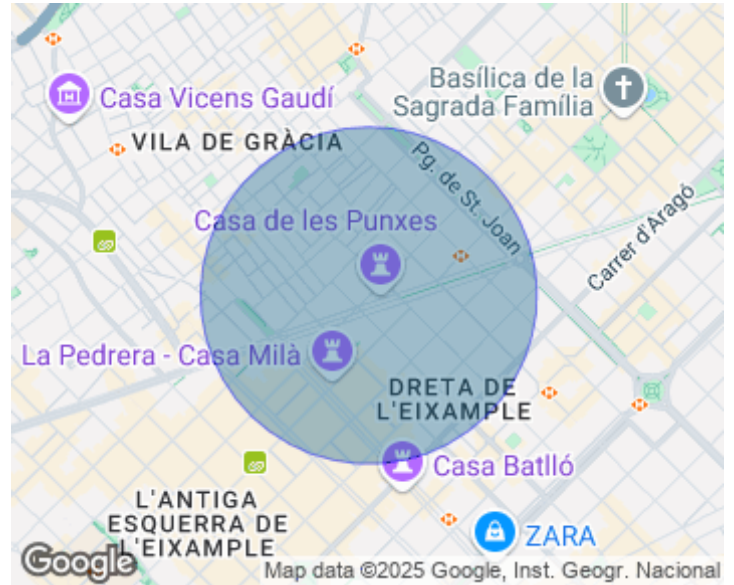 Basílica de la
Sagrada Família
Casa Vicens Gaudí
VILA DE GRÀCIA
Pg. de St. Joan
Casa de les Punxes
Carrer d'Aragó
La Pedrera - Casa Milà
DRETA DE
L'EIXAMPLE
Casa Batlló
L'ANTIGA
ESQUERRA DE
L'EIXAMPLE
ZARA
Google
Map data ©2025 Google, Inst. Geogr. Nacional